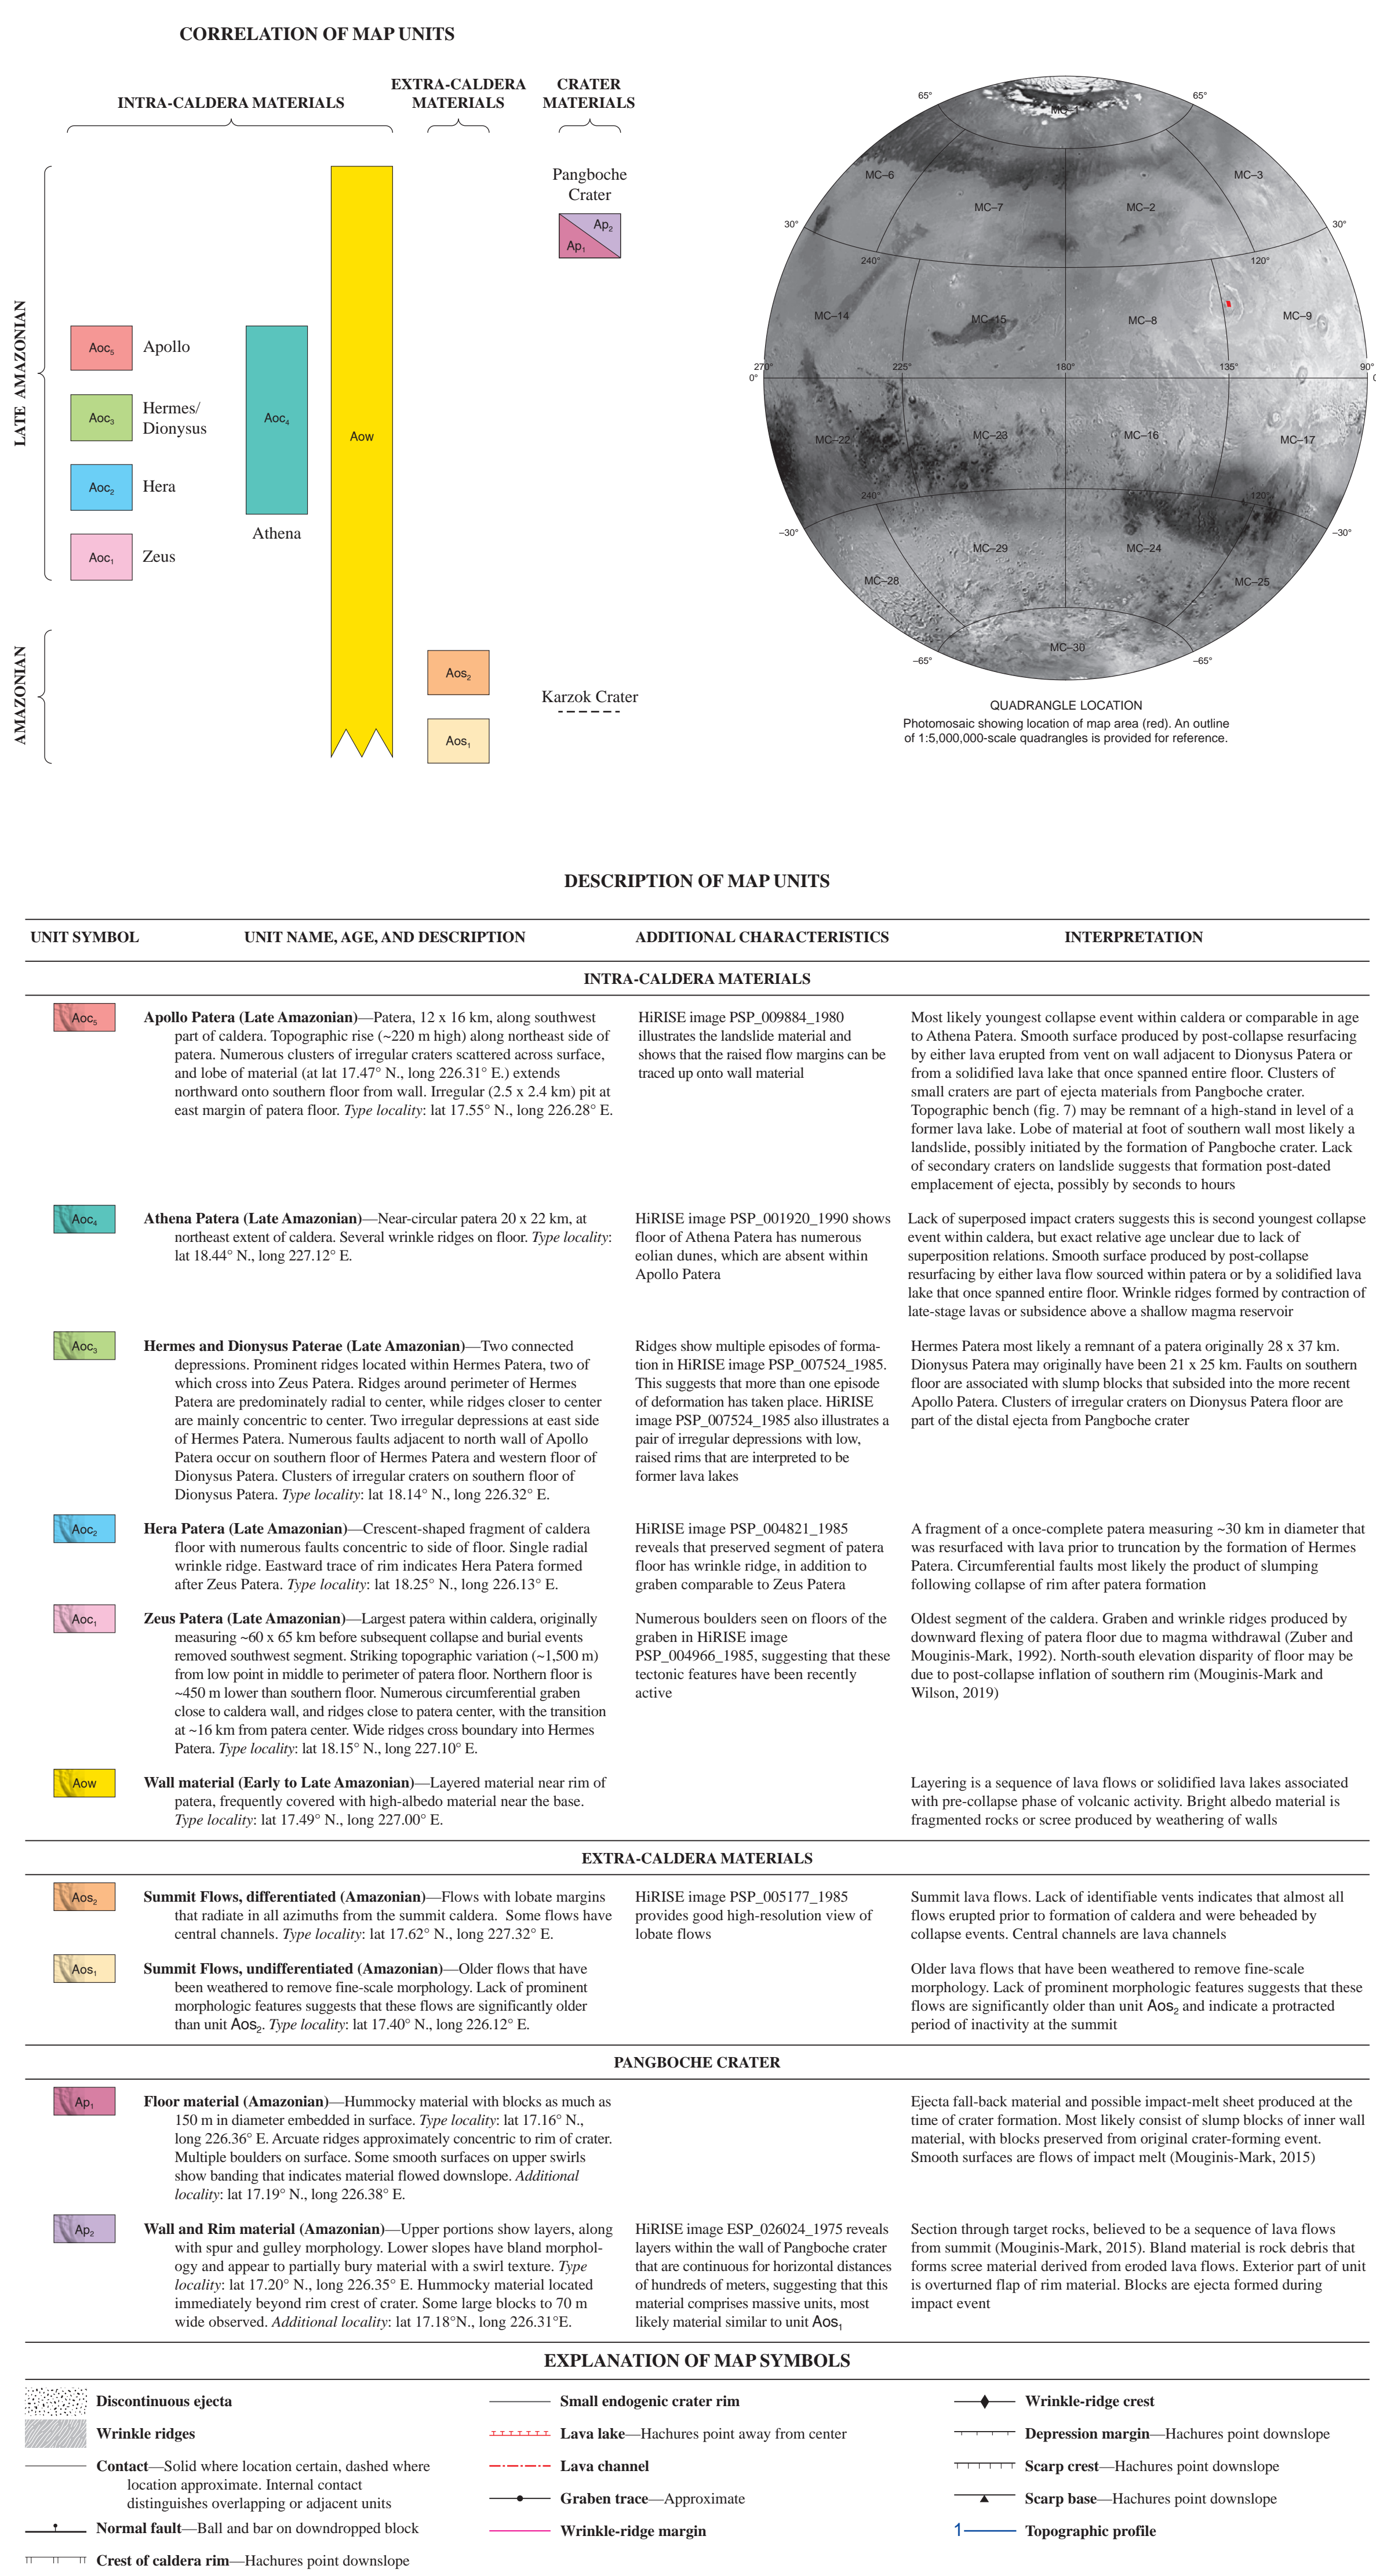 CORRELATION OF MAP UNITS
INTRA-CALDERA MATERIALS
EXTRA-CALDERA
MATERIALS
CRATER
MATERIALS
LATE AMAZONIAN
AMAZONIAN
Pangboche
Crater
Ap2
Ap1
Aoc5
Apollo
Aoc3
Hermes/
Dionysus
Aoc2
Hera
Aoc1
Zeus
Aoc4
Athena
Aow
Aos2
Aos1
Karzok Crater
65°
65°
MC–1
MC–6
MC–3
MC–7
MC–2
30°
30°
240°
120°
MC–14
MC–15
MC–8
MC–9
270°
225°
180°
135°
90°
0°
MC–22
MC–23
MC–16
MC–17
240°
120°
–30°
–30°
MC–29
MC–24
MC–28
MC–25
MC–30
–65°
–65°
QUADRANGLE LOCATION
Photomosaic showing location of map area (red). An outline
of 1:5,000,000-scale quadrangles is provided for reference.
DESCRIPTION OF MAP UNITS
UNIT SYMBOL
UNIT NAME, AGE, AND DESCRIPTION
ADDITIONAL CHARACTERISTICS
INTERPRETATION
INTRA-CALDERA MATERIALS
Aoc5
Apollo Patera (Late Amazonian)—Patera, 12 x 16 km, along southwest
part of caldera. Topographic rise (~220 m high) along northeast side of
patera. Numerous clusters of irregular craters scattered across surface,
and lobe of material (at lat 17.47° N., long 226.31° E.) extends
northward onto southern floor from wall. Irregular (2.5 x 2.4 km) pit at
east margin of patera floor. Type locality: lat 17.55° N., long 226.28° E.
HiRISE image PSP_009884_1980
illustrates the landslide material and
shows that the raised flow margins can be
traced up onto wall material
Most likely youngest collapse event within caldera or comparable in age
to Athena Patera. Smooth surface produced by post-collapse resurfacing
by either lava erupted from vent on wall adjacent to Dionysus Patera or
from a solidified lava lake that once spanned entire floor. Clusters of
small craters are part of ejecta materials from Pangboche crater.
Topographic bench (fig. 7) may be remnant of a high-stand in level of a
former lava lake. Lobe of material at foot of southern wall most likely a
landslide, possibly initiated by the formation of Pangboche crater. Lack
of secondary craters on landslide suggests that formation post-dated
emplacement of ejecta, possibly by seconds to hours
Aoc4
Athena Patera (Late Amazonian)—Near-circular patera 20 x 22 km, at
northeast extent of caldera. Several wrinkle ridges on floor. Type locality:
lat 18.44° N., long 227.12° E.
HiRISE image PSP_001920_1990 shows
floor of Athena Patera has numerous
eolian dunes, which are absent within
Apollo Patera
Lack of superposed impact craters suggests this is second youngest collapse
event within caldera, but exact relative age unclear due to lack of
superposition relations. Smooth surface produced by post-collapse
resurfacing by either lava flow sourced within patera or by a solidified lava
lake that once spanned entire floor. Wrinkle ridges formed by contraction of
late-stage lavas or subsidence above a shallow magma reservoir
Aoc3
Hermes and Dionysus Paterae (Late Amazonian)—Two connected
depressions. Prominent ridges located within Hermes Patera, two of
which cross into Zeus Patera. Ridges around perimeter of Hermes
Patera are predominately radial to center, while ridges closer to center
are mainly concentric to center. Two irregular depressions at east side
of Hermes Patera. Numerous faults adjacent to north wall of Apollo
Patera occur on southern floor of Hermes Patera and western floor of
Dionysus Patera. Clusters of irregular craters on southern floor of
Dionysus Patera. Type locality: lat 18.14° N., long 226.32° E.
Ridges show multiple episodes of forma-
tion in HiRISE image PSP_007524_1985.
This suggests that more than one episode
of deformation has taken place. HiRISE
image PSP_007524_1985 also illustrates a
pair of irregular depressions with low,
raised rims that are interpreted to be
former lava lakes
Hermes Patera most likely a remnant of a patera originally 28 x 37 km.
Dionysus Patera may originally have been 21 x 25 km. Faults on southern
floor are associated with slump blocks that subsided into the more recent
Apollo Patera. Clusters of irregular craters on Dionysus Patera floor are
part of the distal ejecta from Pangboche crater
Aoc2
Hera Patera (Late Amazonian)—Crescent-shaped fragment of caldera
floor with numerous faults concentric to side of floor. Single radial
wrinkle ridge. Eastward trace of rim indicates Hera Patera formed
after Zeus Patera. Type locality: lat 18.25° N., long 226.13° E.
HiRISE image PSP_004821_1985
reveals that preserved segment of patera
floor has wrinkle ridge, in addition to
graben comparable to Zeus Patera
A fragment of a once-complete patera measuring ~30 km in diameter that
was resurfaced with lava prior to truncation by the formation of Hermes
Patera. Circumferential faults most likely the product of slumping
following collapse of rim after patera formation
Aoc1
Zeus Patera (Late Amazonian)—Largest patera within caldera, originally
measuring ~60 x 65 km before subsequent collapse and burial events
removed southwest segment. Striking topographic variation (~1,500 m)
from low point in middle to perimeter of patera floor. Northern floor is
~450 m lower than southern floor. Numerous circumferential graben
close to caldera wall, and ridges close to patera center, with the transition
at ~16 km from patera center. Wide ridges cross boundary into Hermes
Patera. Type locality: lat 18.15° N., long 227.10° E.
Numerous boulders seen on floors of the
graben in HiRISE image
PSP_004966_1985, suggesting that these
tectonic features have been recently
active
Oldest segment of the caldera. Graben and wrinkle ridges produced by
downward flexing of patera floor due to magma withdrawal (Zuber and
Mouginis-Mark, 1992). North-south elevation disparity of floor may be
due to post-collapse inflation of southern rim (Mouginis-Mark and
Wilson, 2019)
Aow
Wall material (Early to Late Amazonian)—Layered material near rim of
patera, frequently covered with high-albedo material near the base.
Type locality: lat 17.49° N., long 227.00° E.
Layering is a sequence of lava flows or solidified lava lakes associated
with pre-collapse phase of volcanic activity. Bright albedo material is
fragmented rocks or scree produced by weathering of walls
EXTRA-CALDERA MATERIALS
Aos2
Summit Flows, differentiated (Amazonian)—Flows with lobate margins
that radiate in all azimuths from the summit caldera. Some flows have
central channels. Type locality: lat 17.62° N., long 227.32° E.
HiRISE image PSP_005177_1985
provides good high-resolution view of
lobate flows
Summit lava flows. Lack of identifiable vents indicates that almost all
flows erupted prior to formation of caldera and were beheaded by
collapse events. Central channels are lava channels
Aos1
Summit Flows, undifferentiated (Amazonian)—Older flows that have
been weathered to remove fine-scale morphology. Lack of prominent
morphologic features suggests that these flows are significantly older
than unit Aos2. Type locality: lat 17.40° N., long 226.12° E.
Older lava flows that have been weathered to remove fine-scale
morphology. Lack of prominent morphologic features suggests that these
flows are significantly older than unit Aos2 and indicate a protracted
period of inactivity at the summit
PANGBOCHE CRATER
Ap1
Floor material (Amazonian)—Hummocky material with blocks as much as
150 m in diameter embedded in surface. Type locality: lat 17.16° N.,
long 226.36° E. Arcuate ridges approximately concentric to rim of crater.
Multiple boulders on surface. Some smooth surfaces on upper swirls
show banding that indicates material flowed downslope. Additional
locality: lat 17.19° N., long 226.38° E.
Ejecta fall-back material and possible impact-melt sheet produced at the
time of crater formation. Most likely consist of slump blocks of inner wall
material, with blocks preserved from original crater-forming event.
Smooth surfaces are flows of impact melt (Mouginis-Mark, 2015)
Ap2
Wall and Rim material (Amazonian)—Upper portions show layers, along
with spur and gulley morphology. Lower slopes have bland morphol-
ogy and appear to partially bury material with a swirl texture. Type
locality: lat 17.20° N., long 226.35° E. Hummocky material located
immediately beyond rim crest of crater. Some large blocks to 70 m
wide observed. Additional locality: lat 17.18°N., long 226.31°E.
HiRISE image ESP_026024_1975 reveals
layers within the wall of Pangboche crater
that are continuous for horizontal distances
of hundreds of meters, suggesting that this
material comprises massive units, most
likely material similar to unit Aos1
Section through target rocks, believed to be a sequence of lava flows
from summit (Mouginis-Mark, 2015). Bland material is rock debris that
forms scree material derived from eroded lava flows. Exterior part of unit
is overturned flap of rim material. Blocks are ejecta formed during
impact event
EXPLANATION OF MAP SYMBOLS
Discontinuous ejecta
Wrinkle ridges
Contact—Solid where location certain, dashed where
location approximate. Internal contact
distinguishes overlapping or adjacent units
Normal fault—Ball and bar on downdropped block
Crest of caldera rim—Hachures point downslope
Small endogenic crater rim
Lava lake—Hachures point away from center
Lava channel
Graben trace—Approximate
Wrinkle-ridge margin
Wrinkle-ridge crest
Depression margin—Hachures point downslope
Scarp crest—Hachures point downslope
Scarp base—Hachures point downslope
1
Topographic profile